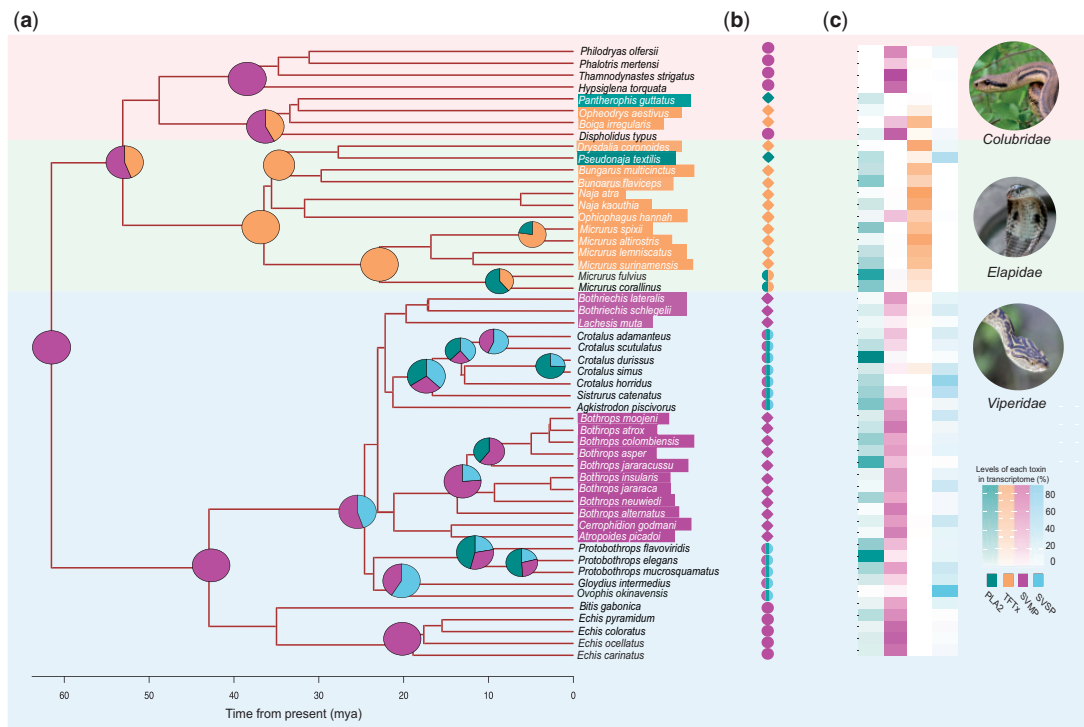 (a)
(b)
(c)
Philodryas olfersii
Phalotris mertensi
Thamnodynastes strigatus
Hypsiglena torquata
Pantherophis guttatus
Opheodrys aestivus
Boiga irregularis
Dispholidus typus
Drysdalia coronoides
Pseudonaja textilis
Bungarus multicinctus
Bungarus flaviceps
Naja atra
Naja kaouthia
Ophiophagus hannah
Micrurus spixii
Micrurus altirostris
Micrurus lemniscatus
Micrurus surinamensis
Micrurus fulvius
Micrurus corallinus
Bothriechis lateralis
Bothriechis schlegelii
Lachesis muta
Crotalus adamanteus
Crotalus scutulatus
Crotalus durissus
Crotalus simus
Crotalus horridus
Sistrurus catenatus
Agkistrodon piscivorus
Bothrops moojeni
Bothrops atrox
Bothrops colombiensis
Bothrops asper
Bothrops jararacussu
Bothrops insularis
Bothrops jararaca
Bothrops neuwiedi
Bothrops alternatus
Cerrophidion godmani
Atropoides picadoi
Protobothrops flavoviridis
Protobothrops elegans
Protobothrops mucrosquamatus
Gloydius intermedius
Ovophis okinavensis
Bitis gabonica
Echis pyramidum
Echis coloratus
Echis ocellatus
Echis carinatus
60 50 40 30 20 10 0
Time from present (mya)
Colubridae
Elapidae
Viperidae
Levels of each toxin
in transcriptome (%)
80
60
40
20
0
PLA2
TFTx
SVMP
SVSP